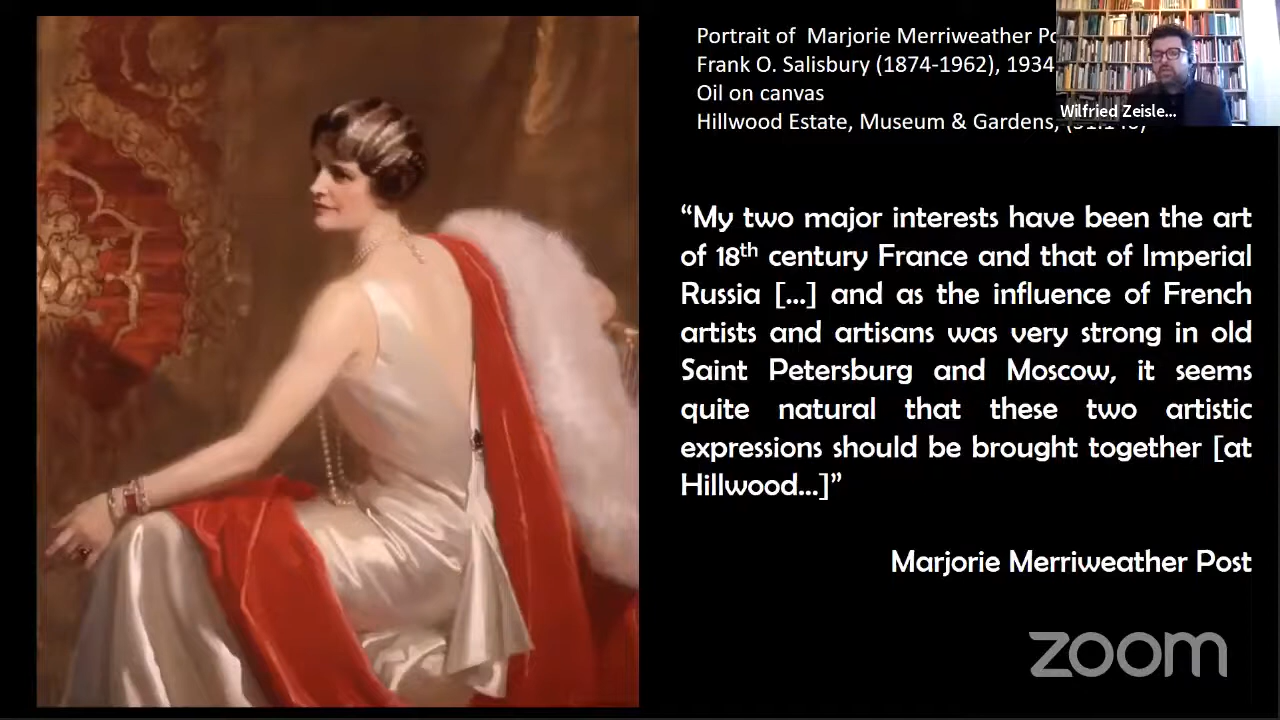 Portrait of Marjorie Merriweather
Frank O. Salisbury (1874-1962), 1934
Oil on canvas
Hillwood Estate, Museum & Gardens,
Wilfried Zeisle...
“My two major interests have been the art
of 18th century France and that of Imperial
Russia [...] and as the influence of French
artists and artisans was very strong in old
Saint Petersburg and Moscow, it seems
quite natural that these two artistic
expressions should be brought together [at
Hillwood...]”
Marjorie Merriweather Post
zoom